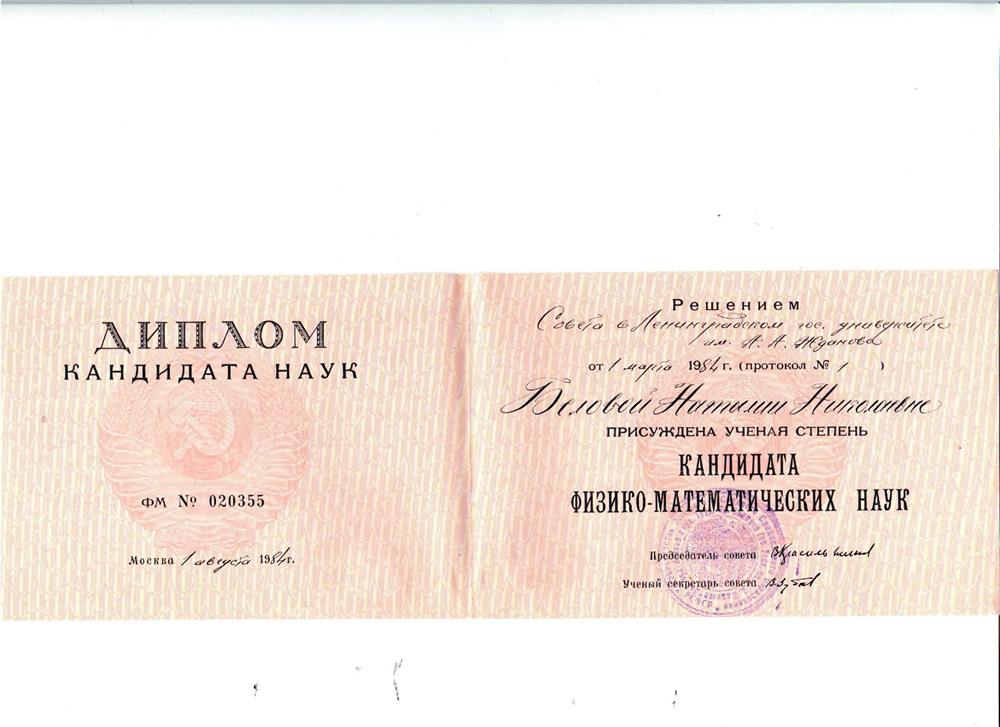 ДИПЛОМ
КАНДИДАТА НАУК
ФМ № 020355
Москва 1 августа 1984 г.
Решением
Совета в Ленинградском гос. университете
им. А. А. Жданова
от 1 марта 1984 г. (протокол № 1 )
Беловой Наталии Николаевне
ПРИСУЖДЕНА УЧЕНАЯ СТЕПЕНЬ
КАНДИДАТА
ФИЗИКО-МАТЕМАТИЧЕСКИХ НАУК
Председатель совета
Ученый секретарь совета
РСФСР